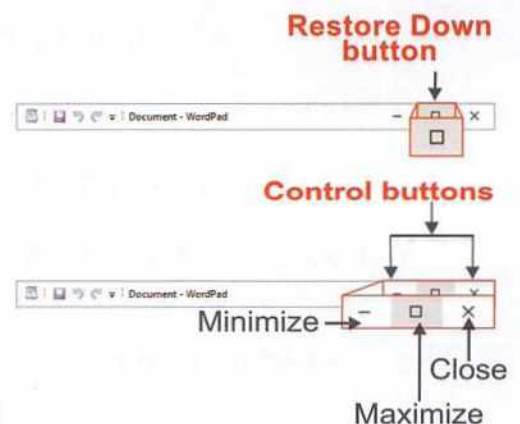 Restore Down
button
Document - WordPad
Control buttons
Document - WordPad
Minimize
Close
Maximize